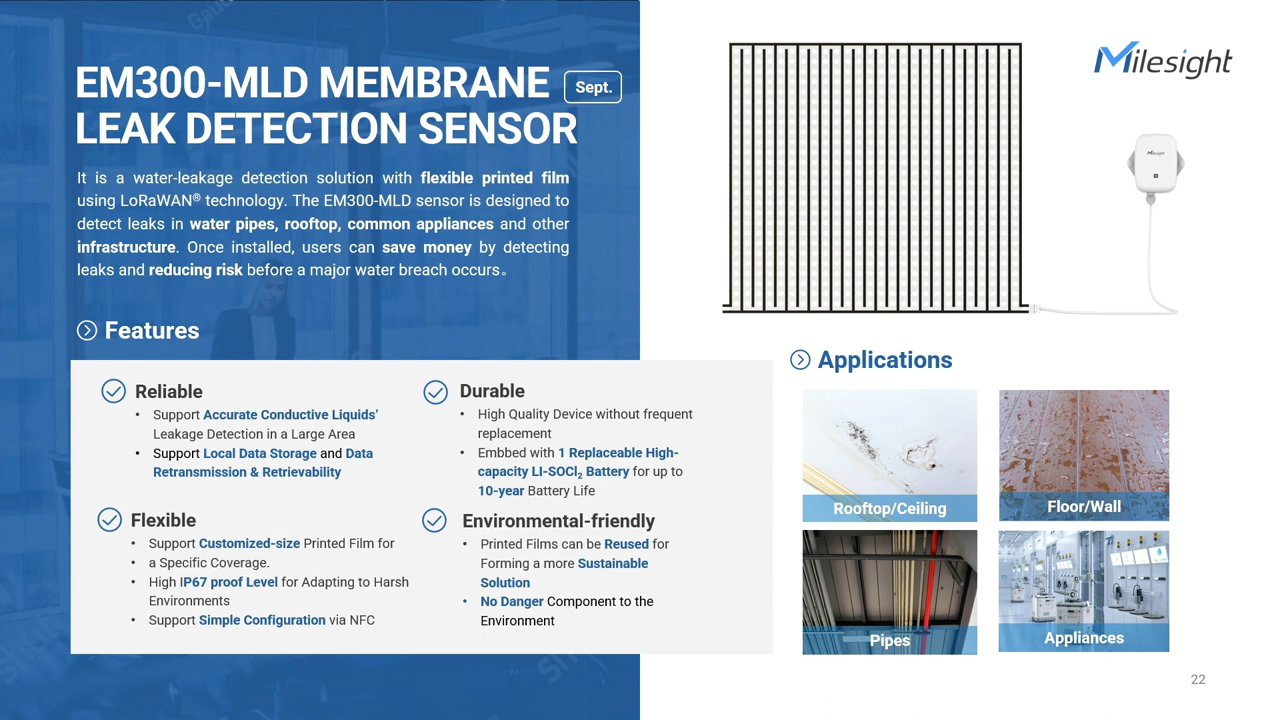 EM300-MLD MEMBRANE
Sept.
LEAK DETECTION SENSOR
It is a water-leakage detection solution with flexible printed film
using LoRaWAN® technology. The EM300-MLD sensor is designed to
detect leaks in water pipes, rooftop, common appliances and other
infrastructure. Once installed, users can save money by detecting
leaks and reducing risk before a major water breach occurs。
Features
Reliable
• Support Accurate Conductive Liquids’
Leakage Detection in a Large Area
• Support Local Data Storage and Data
Retransmission & Retrievability
Durable
• High Quality Device without frequent
replacement
• Embbed with 1 Replaceable High-
capacity LI-SOCl₂ Battery for up to
10-year Battery Life
Flexible
• Support Customized-size Printed Film for
• a Specific Coverage.
• High IP67 proof Level for Adapting to Harsh
Environments
• Support Simple Configuration via NFC
Environmental-friendly
• Printed Films can be Reused for
Forming a more Sustainable
Solution
• No Danger Component to the
Environment
Milesight
Milesight
Applications
Rooftop/Ceiling
Floor/Wall
Pipes
Appliances
22